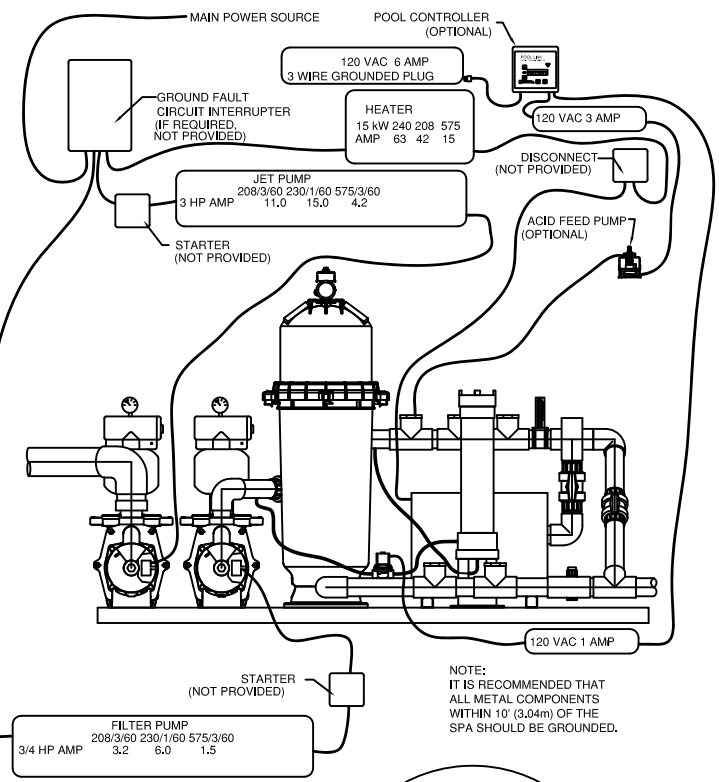 MAIN POWER SOURCE
POOL CONTROLLER
(OPTIONAL)
120 VAC 6 AMP
3 WIRE GROUNDED PLUG
POOL LINK
GROUND FAULT
CIRCUIT INTERRUPTER
(IF REQUIRED,
NOT PROVIDED)
HEATER
15 kW 240 208 575
AMP 63 42 15
120 VAC 3 AMP
DISCONNECT
(NOT PROVIDED)
JET PUMP
208/3/60 230/1/60 575/3/60
3 HP AMP 11.0 15.0 4.2
STARTER
(NOT PROVIDED)
ACID FEED PUMP
(OPTIONAL)
120 VAC 1 AMP
STARTER
(NOT PROVIDED)
NOTE:
IT IS RECOMMENDED THAT
ALL METAL COMPONENTS
WITHIN 10' (3.04m) OF THE
SPA SHOULD BE GROUNDED.
FILTER PUMP
208/3/60 230/1/60 575/3/60
3/4 HP AMP 3.2 6.0 1.5